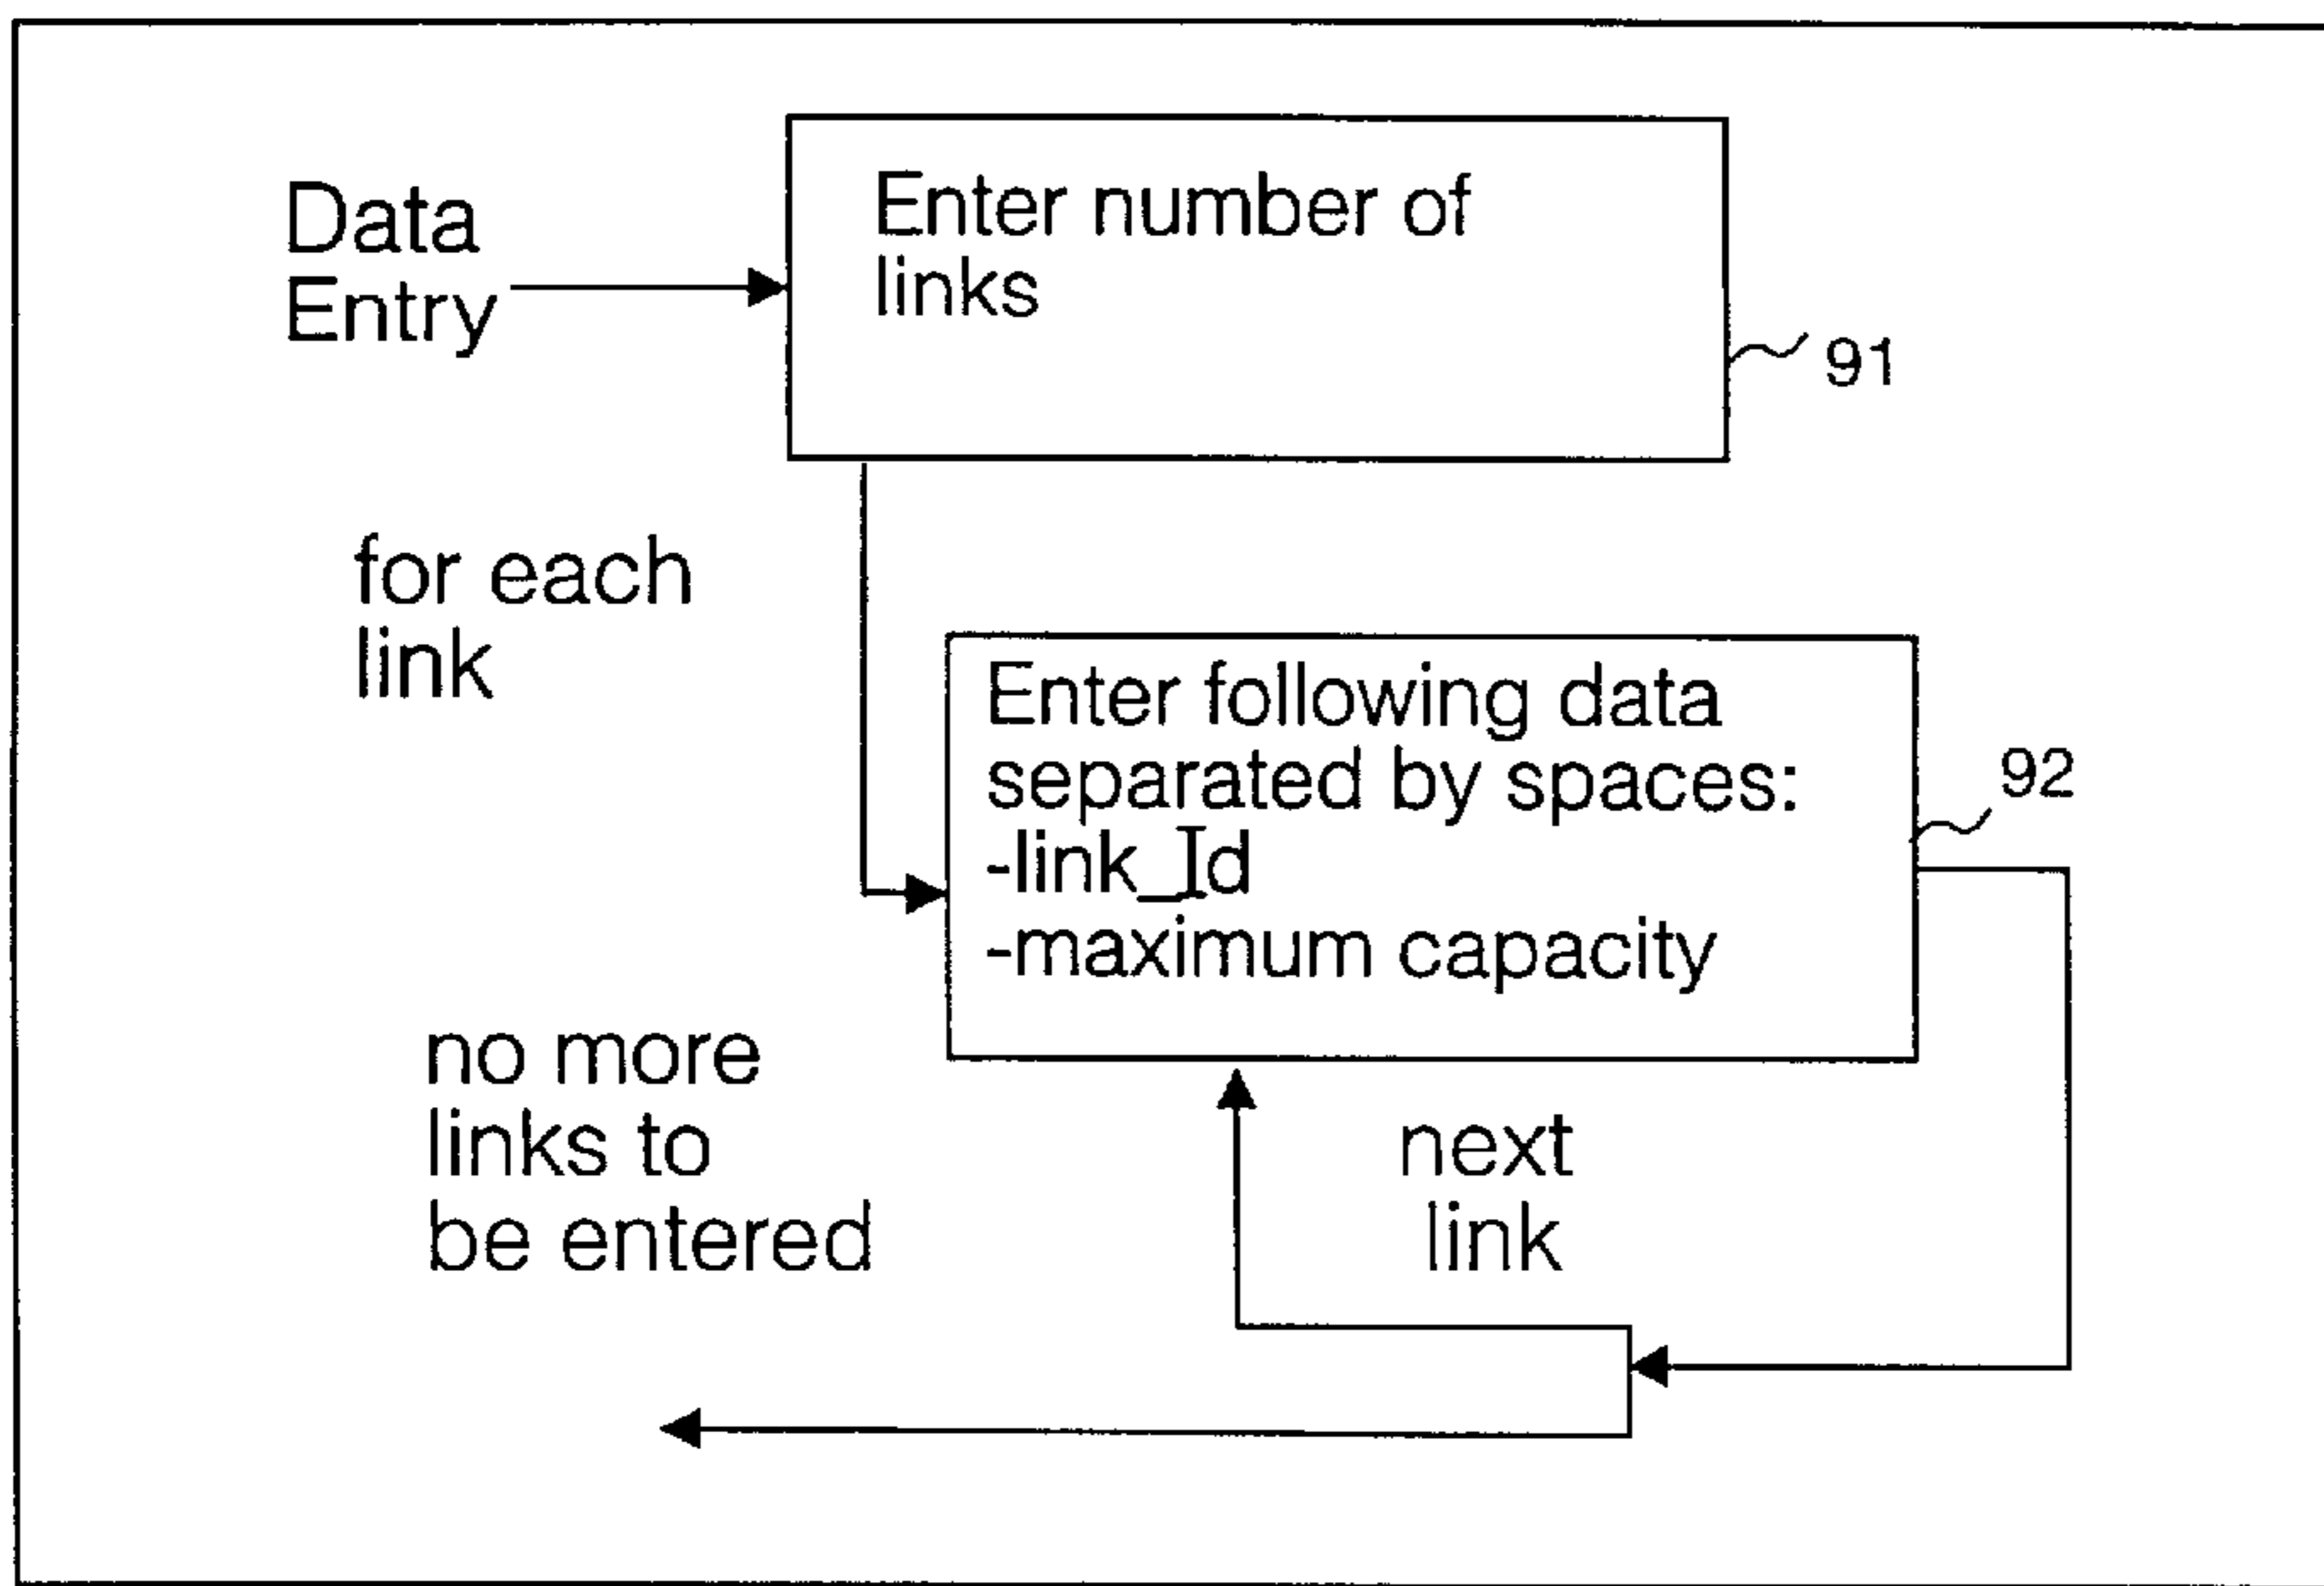 Data
Entry
Enter number of
links
91
for each
link
Enter following data
separated by spaces:
-link_Id
-maximum capacity
92
no more
links to
be entered
next
link